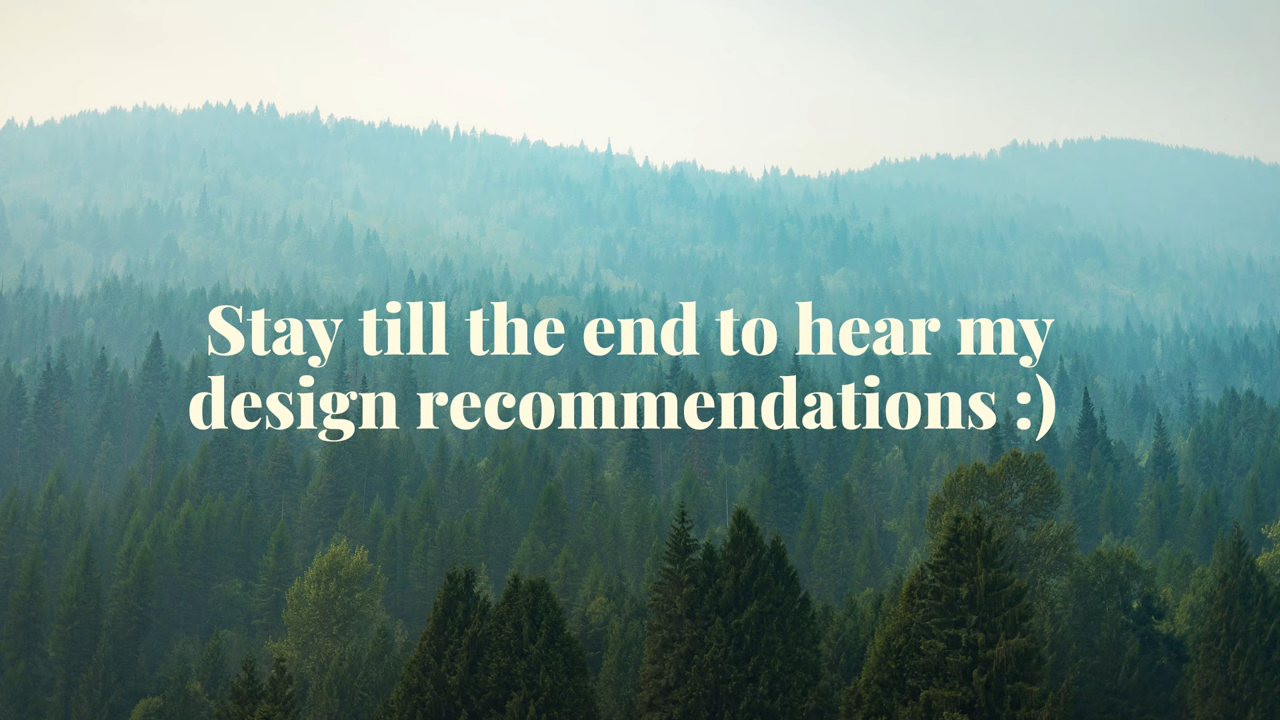 Stay till the end to hear my
design recommendations :)